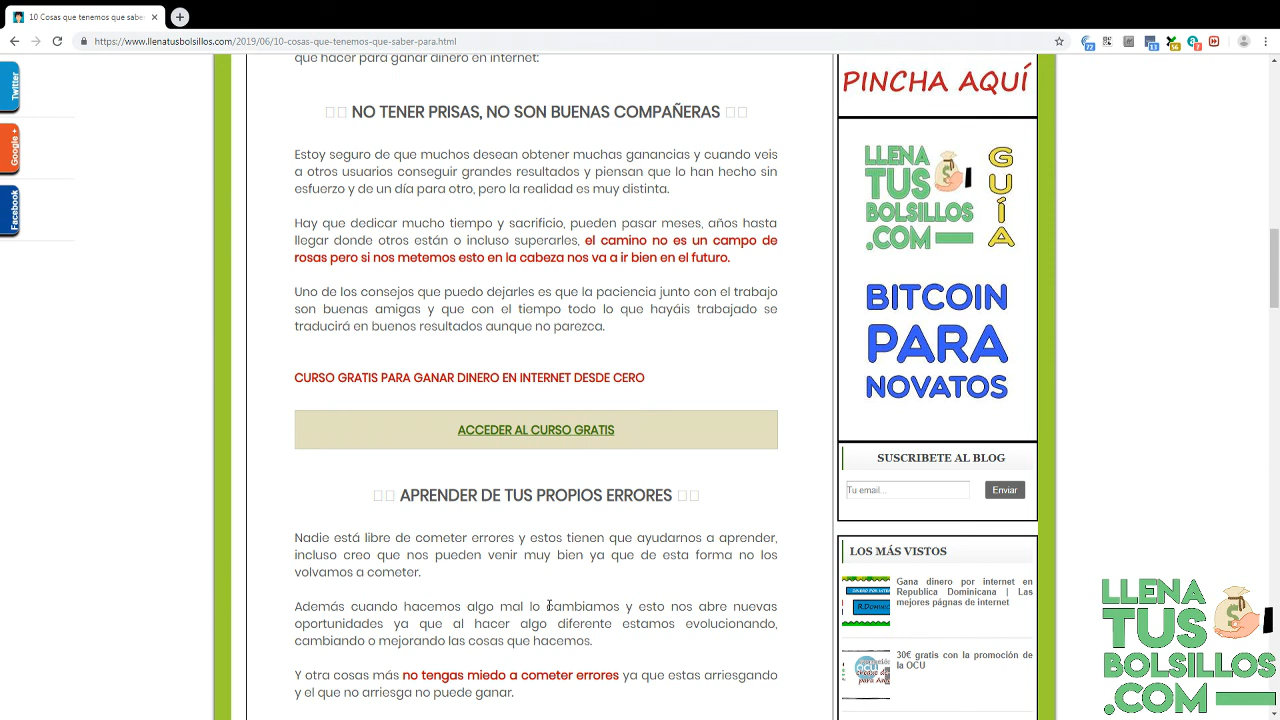 10 Cosas que tenemos que sabe
https://www.llenatusbolsillos.com/2019/06/10-cosas-que-tenemos-que-saber-para.html
Twitter
Google +
Facebook
que hacer para ganar dinero en internet:
NO TENER PRISAS, NO SON BUENAS COMPAÑERAS
Estoy seguro de que muchos desean obtener muchas ganancias y cuando veis
a otros usuarios conseguir grandes resultados y piensan que lo han hecho sin
esfuerzo y de un día para otro, pero la realidad es muy distinta.
Hay que dedicar mucho tiempo y sacrificio, pueden pasar meses, años hasta
llegar donde otros están o incluso superarles, el camino no es un campo de
rosas pero si nos metemos esto en la cabeza nos va a ir bien en el futuro.
Uno de los consejos que puedo dejarles es que la paciencia junto con el trabajo
son buenas amigas y que con el tiempo todo lo que hayáis trabajado se
traducirá en buenos resultados aunque no parezca.
CURSO GRATIS PARA GANAR DINERO EN INTERNET DESDE CERO
ACCEDER AL CURSO GRATIS
APRENDER DE TUS PROPIOS ERRORES
Nadie está libre de cometer errores y estos tienen que ayudarnos a aprender,
incluso creo que nos pueden venir muy bien ya que de esta forma no los
volvamos a cometer.
Además cuando hacemos algo mal lo cambiamos y esto nos abre nuevas
oportunidades ya que al hacer algo diferente estamos evolucionando,
cambiando o mejorando las cosas que hacemos.
Y otra cosas más no tengas miedo a cometer errores ya que estas arriesgando
y el que no arriesga no puede ganar.
PINCHA AQUÍ
LLENA
TUS
BOLSILLOS
.COM
GUÍA
BITCOIN
PARA
NOVATOS
SUSCRIBETE AL BLOG
Tu email...
Enviar
LOS MÁS VISTOS
R.Domini
Gana dinero por internet en
Republica Dominicana | Las
mejores págnas de internet
ocu
30€ gratis con la promoción de
la OCU
LLENA
TUS
BOLSILLOS
.COM